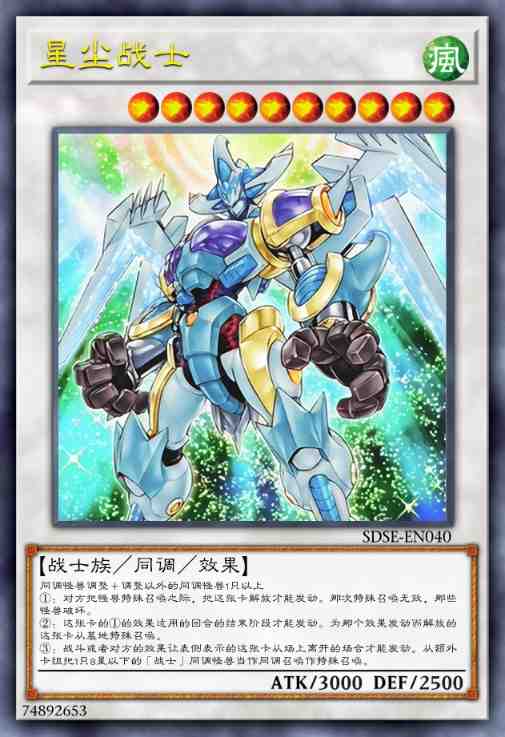 星尘战士
瘋
SDSE-EN040
【战士族／同调／效果】
同调怪兽调整＋调整以外的同调怪兽1只以上
①：对方把怪兽特殊召唤之际，把这张卡解放才能发动。那次特殊召唤无效，那些
怪兽破坏。
②：这张卡的①的效果适用的回合的结束阶段才能发动。为那个效果发动而解放的
这张卡从墓地特殊召唤。
③：战斗或者对方的效果让表侧表示的这张卡从场上离开的场合才能发动。从额外
卡组把1只8星以下的「战士」同调怪兽当作同调召唤作特殊召唤。
ATK/3000 DEF/2500
74892653